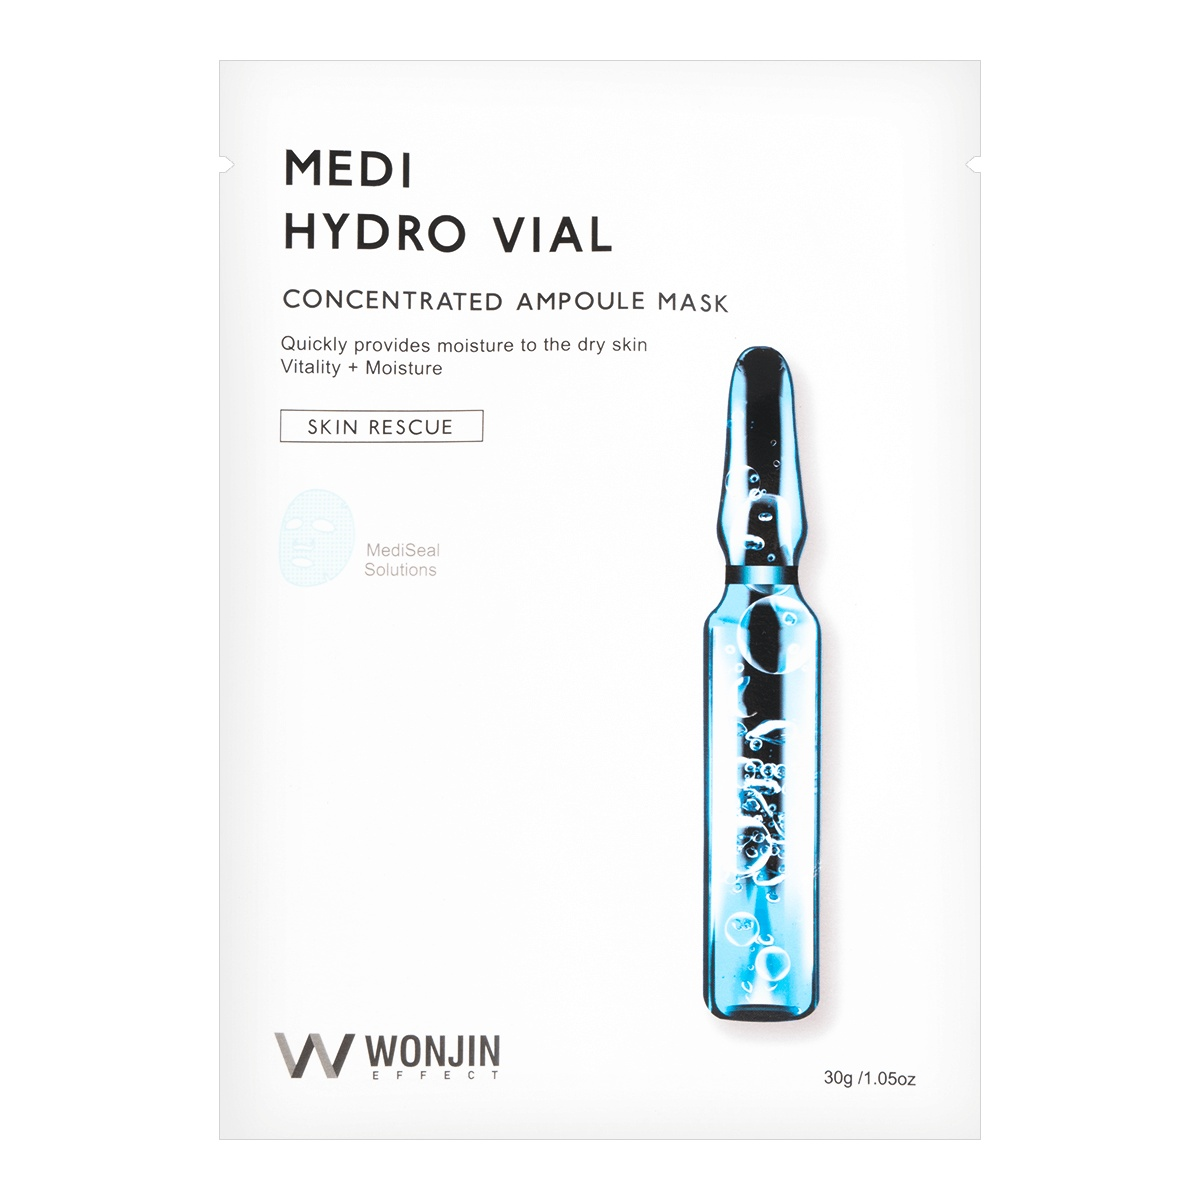 MEDI
HYDRO VIAL
CONCENTRATED AMPOULE MASK
Quickly provides moisture to the dry skin
Vitality + Moisture
SKIN RESCUE
MediSeal
Solutions
W WONJIN
EFFECT
30g /1.05oz